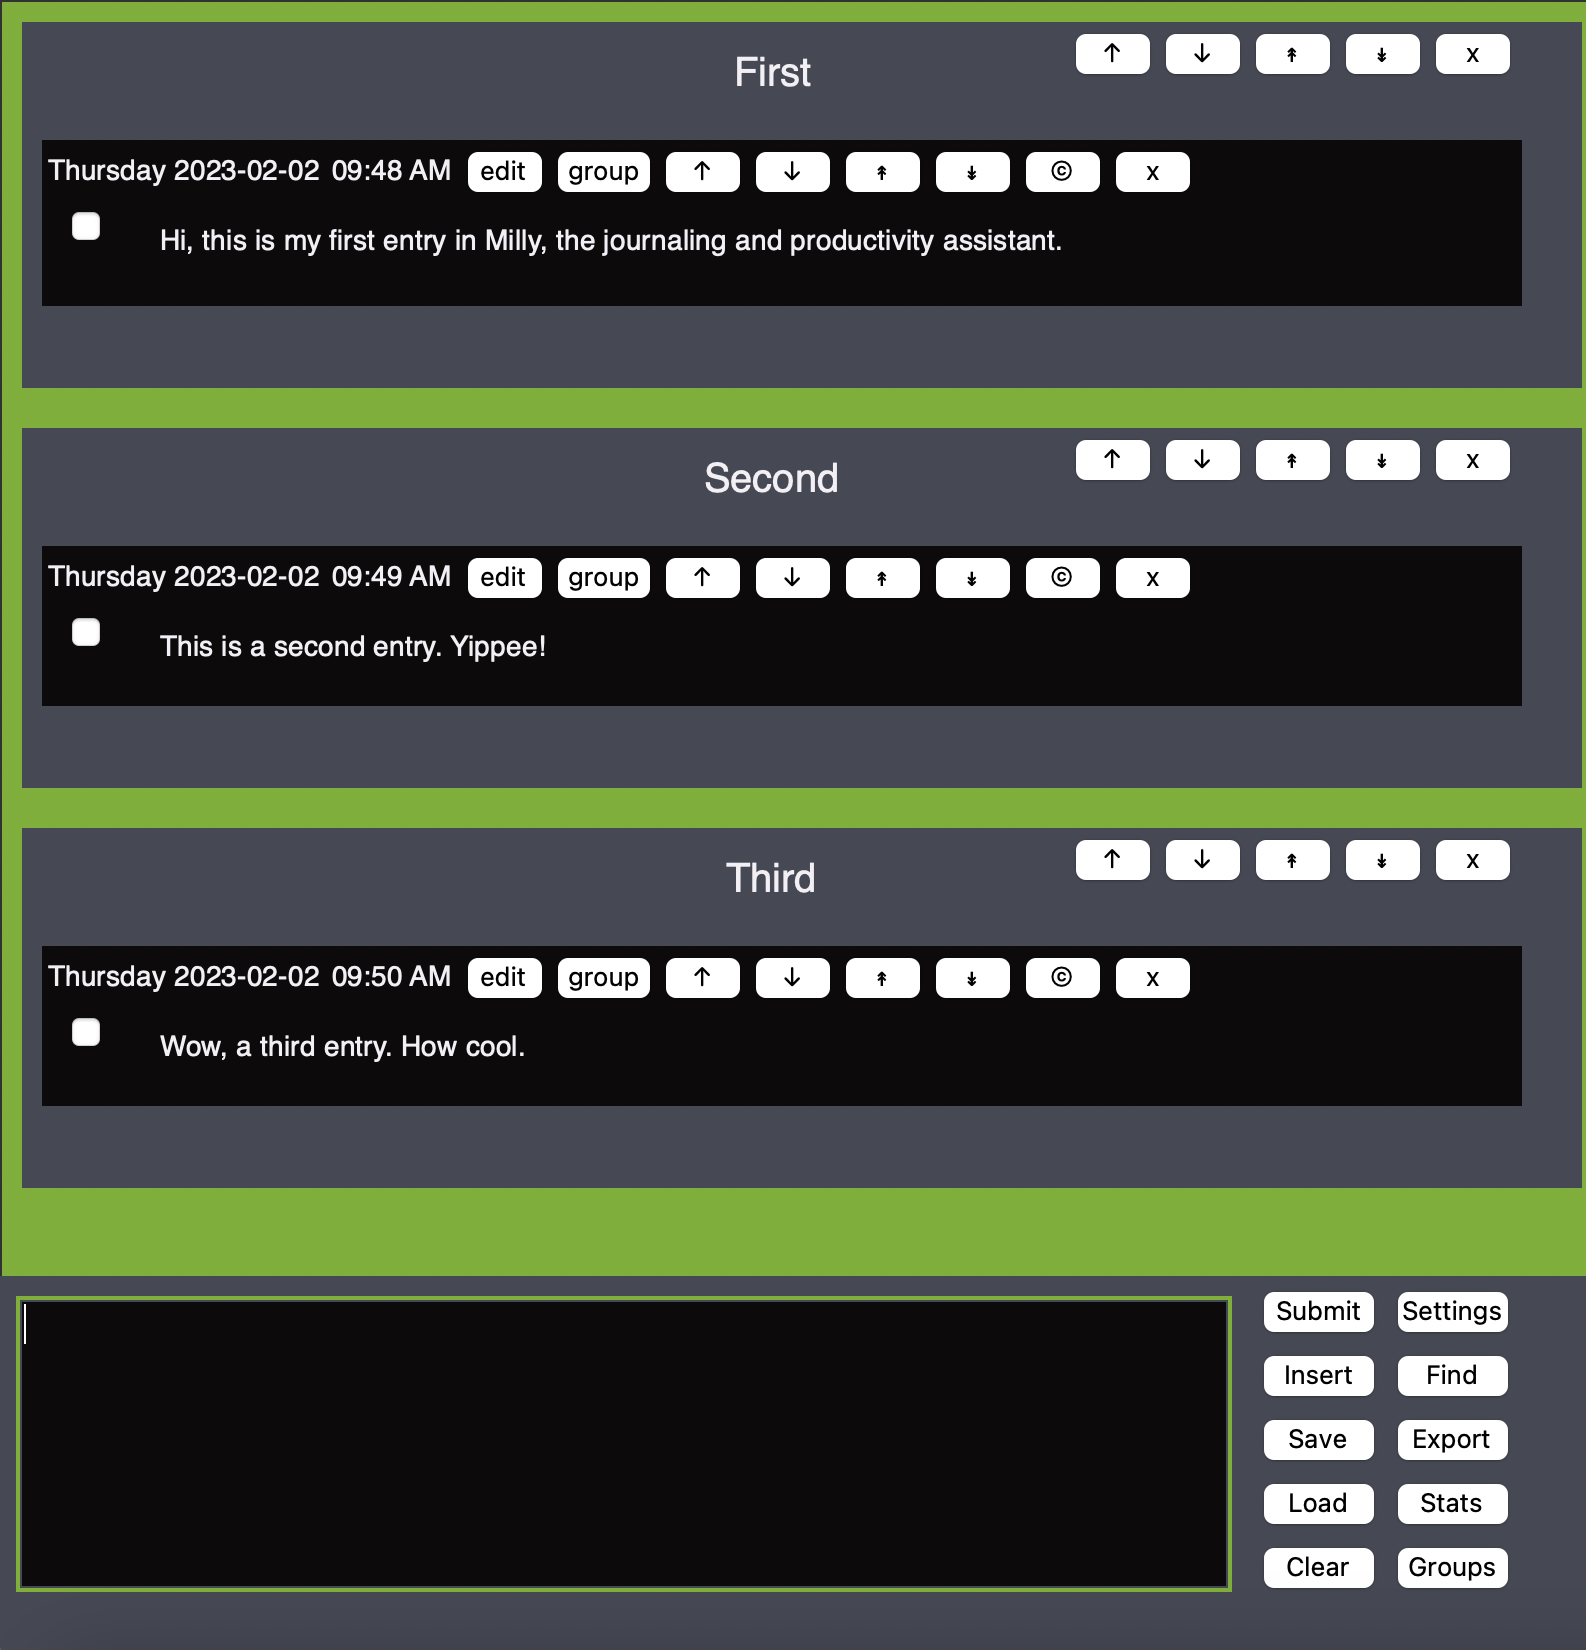 First ↑ ↓ ↟ ↡ x
Thursday 2023-02-02 09:48 AM edit group ↑ ↓ ↟ ↡ © x
Hi, this is my first entry in Milly, the journaling and productivity assistant.
Second ↑ ↓ ↟ ↡ x
Thursday 2023-02-02 09:49 AM edit group ↑ ↓ ↟ ↡ © x
This is a second entry. Yippee!
Third ↑ ↓ ↟ ↡ x
Thursday 2023-02-02 09:50 AM edit group ↑ ↓ ↟ ↡ © x
Wow, a third entry. How cool.
Submit Settings
Insert Find
Save Export
Load Stats
Clear Groups